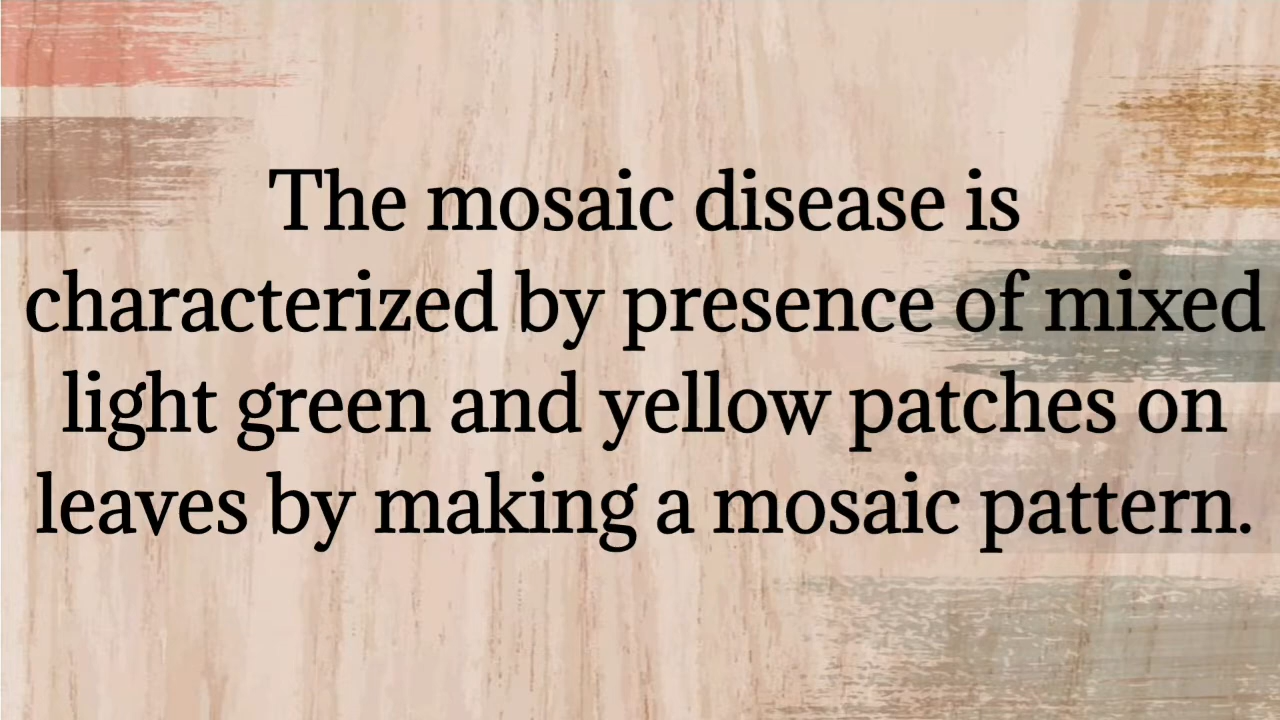 The mosaic disease is
characterized by presence of mixed
light green and yellow patches on
leaves by making a mosaic pattern.